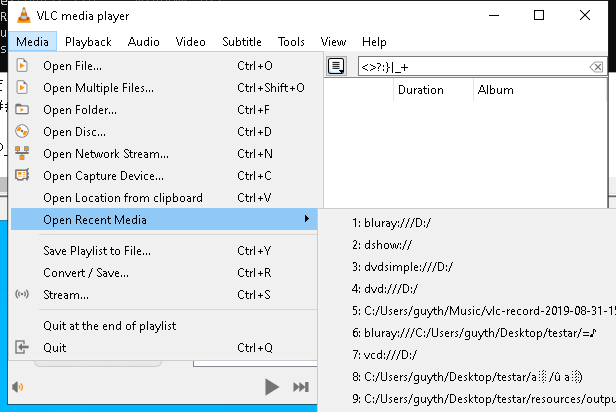 VLC media player
Media Playback Audio Video Subtitle Tools View Help
Open File... Ctrl+O
<>?:}|_+
Open Multiple Files... Ctrl+Shift+O
Duration Album
Open Folder... Ctrl+F
Open Disc... Ctrl+D
Open Network Stream... Ctrl+N
Open Capture Device... Ctrl+C
Open Location from clipboard Ctrl+V
Open Recent Media
1: bluray:///D:/
2: dshow://
3: dvdsimple:///D:/
4: dvd:///D:/
5: C:/Users/guyth/Music/vlc-record-2019-08-31-15
6: bluray:///C:/Users/guyth/Desktop/testar/=♪
7: vcd:///D:/
8: C:/Users/guyth/Desktop/testar/a░ /û a░)
9: C:/Users/guyth/Desktop/testar/resources/outpu
Save Playlist to File... Ctrl+Y
Convert / Save... Ctrl+R
Stream... Ctrl+S
Quit at the end of playlist
Quit Ctrl+Q